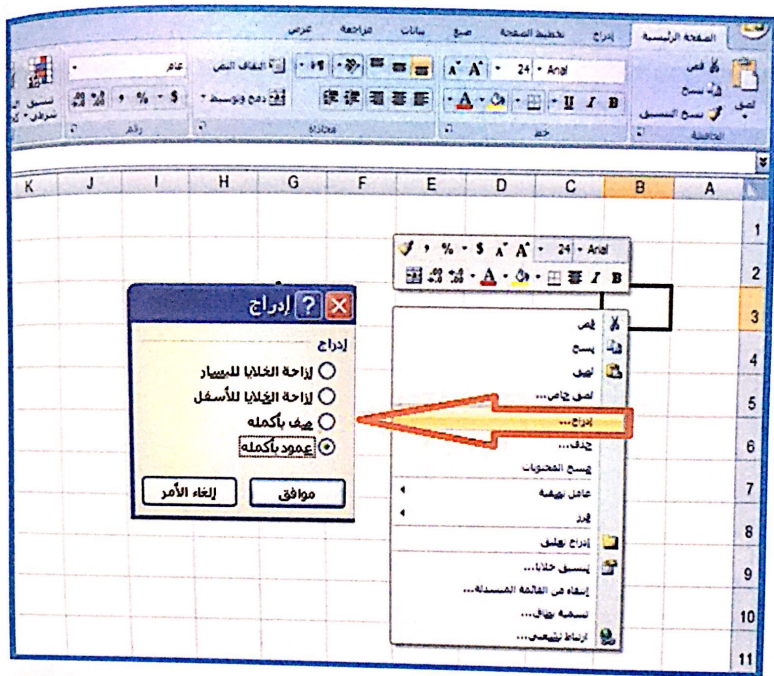 الصفحة الرئيسية إدراج تخطيط الصفحة صيغ بيانات مراجعة عرض
قص
نسخ
نسخ التنسيق
لصق
الحافظة
Arial 24
B I U
خط
التفاف النص
دمج وتوسيط
محاذاة
عام
$ % ,
رقم
تنسيق
شرطي
A B C D E F G H I J K
1
2
3
4
5
6
7
8
9
10
11
Arial 24 $ % ,
B I
قص
نسخ
لصق
لصق خاص...
إدراج...
حذف...
مسح المحتويات
عامل تصفية
فرز
إدراج تعليق
تنسيق خلايا...
إنتقاء من القائمة المنسدلة...
تسمية نطاق...
ارتباط تشعبي...
إدراج
إدراج
إزاحة الخلايا لليسار
إزاحة الخلايا للأسفل
صف بأكمله
عمود بأكمله
موافق إلغاء الأمر